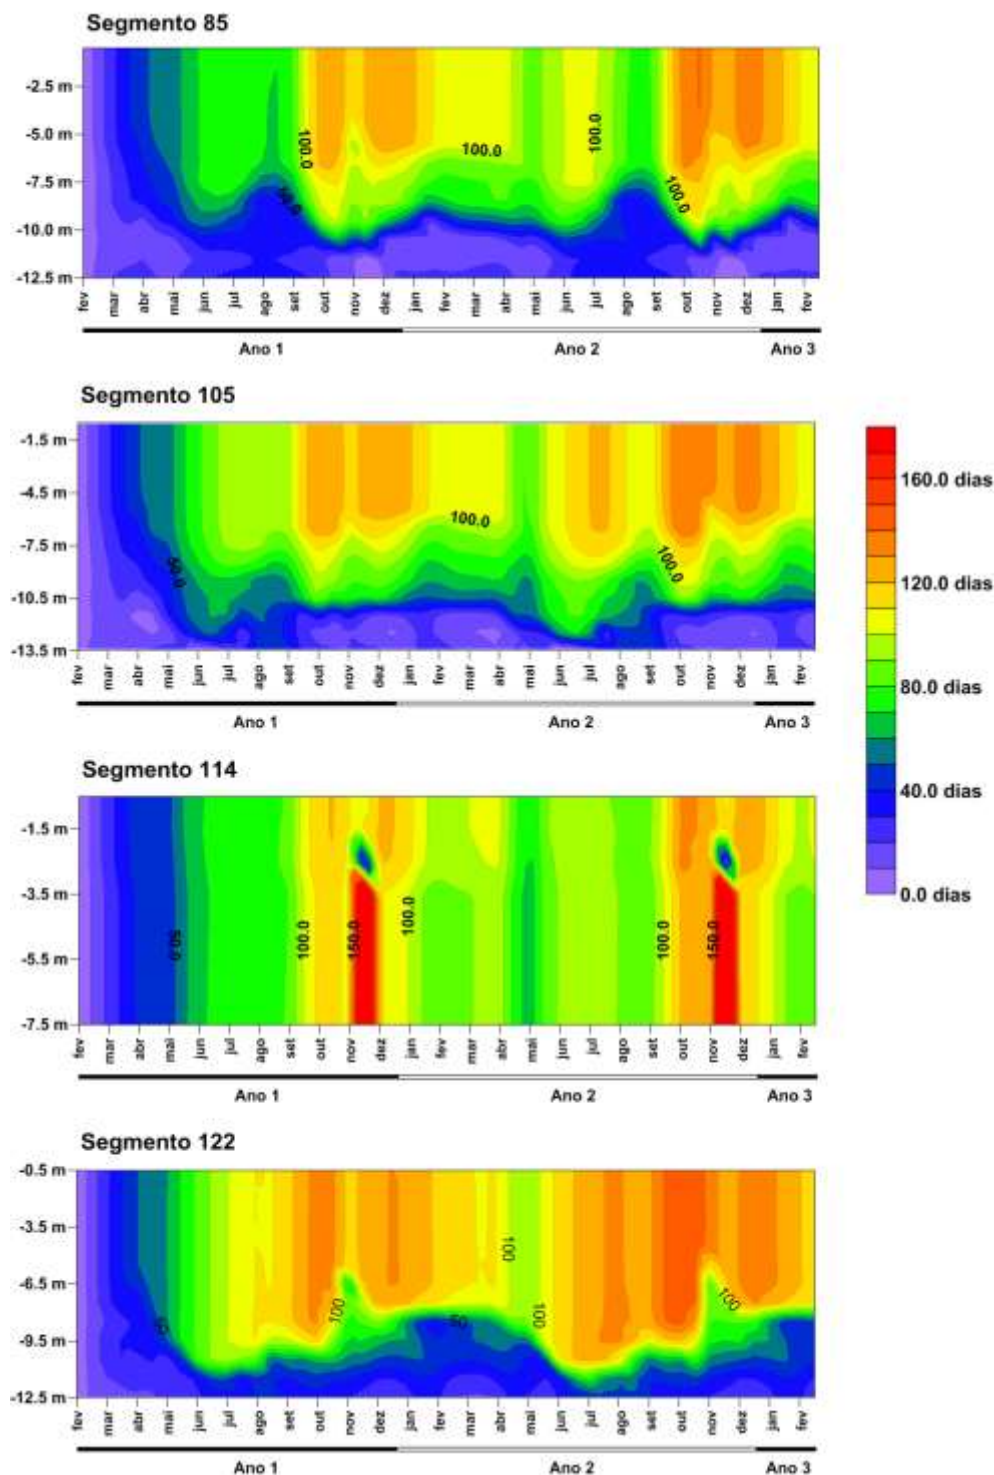 Segmento 85
-2.5 m
-5.0 m
-7.5 m
-10.0 m
-12.5 m
100.0
50.0
100.0
100.0
100.0
fev mar abr mai jun jul ago set out nov dez jan fev mar abr mai jun jul ago set out nov dez jan fev
Ano 1 Ano 2 Ano 3
Segmento 105
-1.5 m
-4.5 m
-7.5 m
-10.5 m
-13.5 m
50.0
100.0
100.0
fev mar abr mai jun jul ago set out nov dez jan fev mar abr mai jun jul ago set out nov dez jan fev
Ano 1 Ano 2 Ano 3
160.0 dias
120.0 dias
80.0 dias
40.0 dias
0.0 dias
Segmento 114
-1.5 m
-3.5 m
-5.5 m
-7.5 m
50.0
100.0
150.0
100.0
100.0
150.0
fev mar abr mai jun jul ago set out nov dez jan fev mar abr mai jun jul ago set out nov dez jan fev
Ano 1 Ano 2 Ano 3
Segmento 122
-0.5 m
-3.5 m
-6.5 m
-9.5 m
-12.5 m
100
50
100
100
100
fev mar abr mai jun jul ago set out nov dez jan fev mar abr mai jun jul ago set out nov dez jan fev
Ano 1 Ano 2 Ano 3